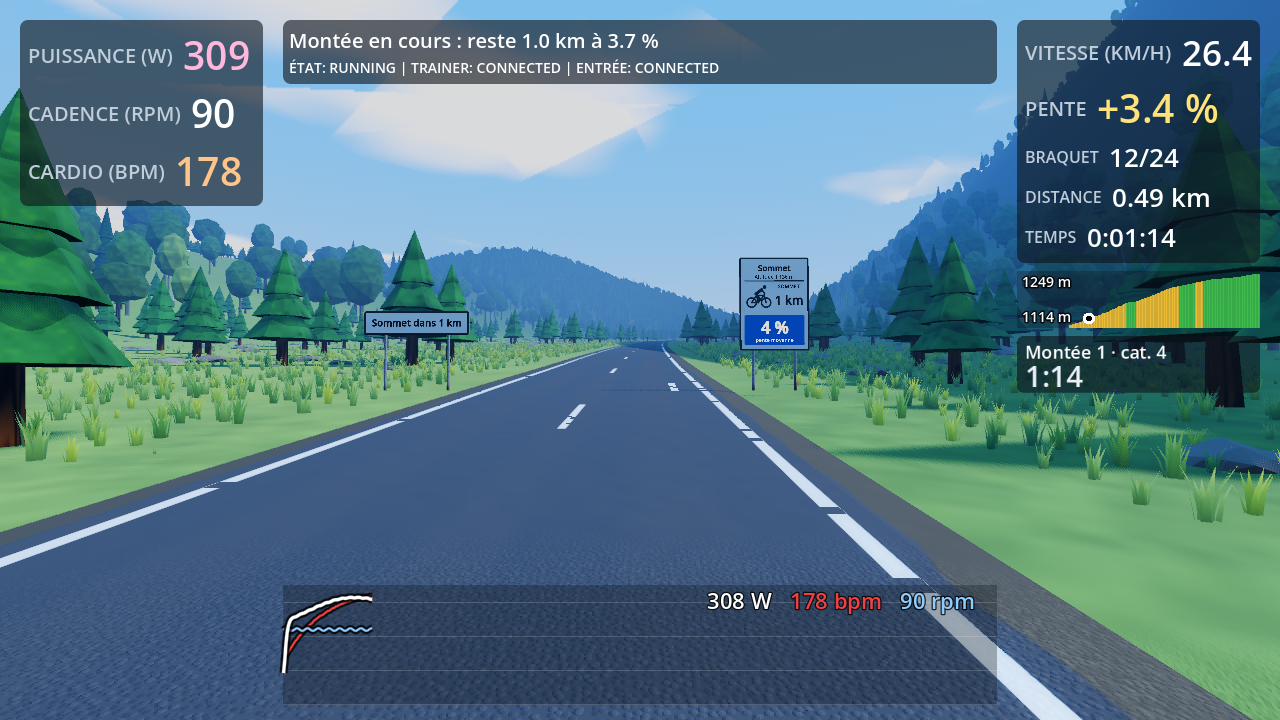 PUISSANCE (W) 309
CADENCE (RPM) 90
CARDIO (BPM) 178
Montée en cours : reste 1.0 km à 3.7 %
ÉTAT: RUNNING | TRAINER: CONNECTED | ENTRÉE: CONNECTED
VITESSE (KM/H) 26.4
PENTE +3.4 %
BRAQUET 12/24
DISTANCE 0.49 km
TEMPS 0:01:14
1249 m
1114 m
Montée 1 · cat. 4
1:14
Sommet dans 1 km
Sommet
SOMMET
1 km
4 %
pente moyenne
308 W 178 bpm 90 rpm